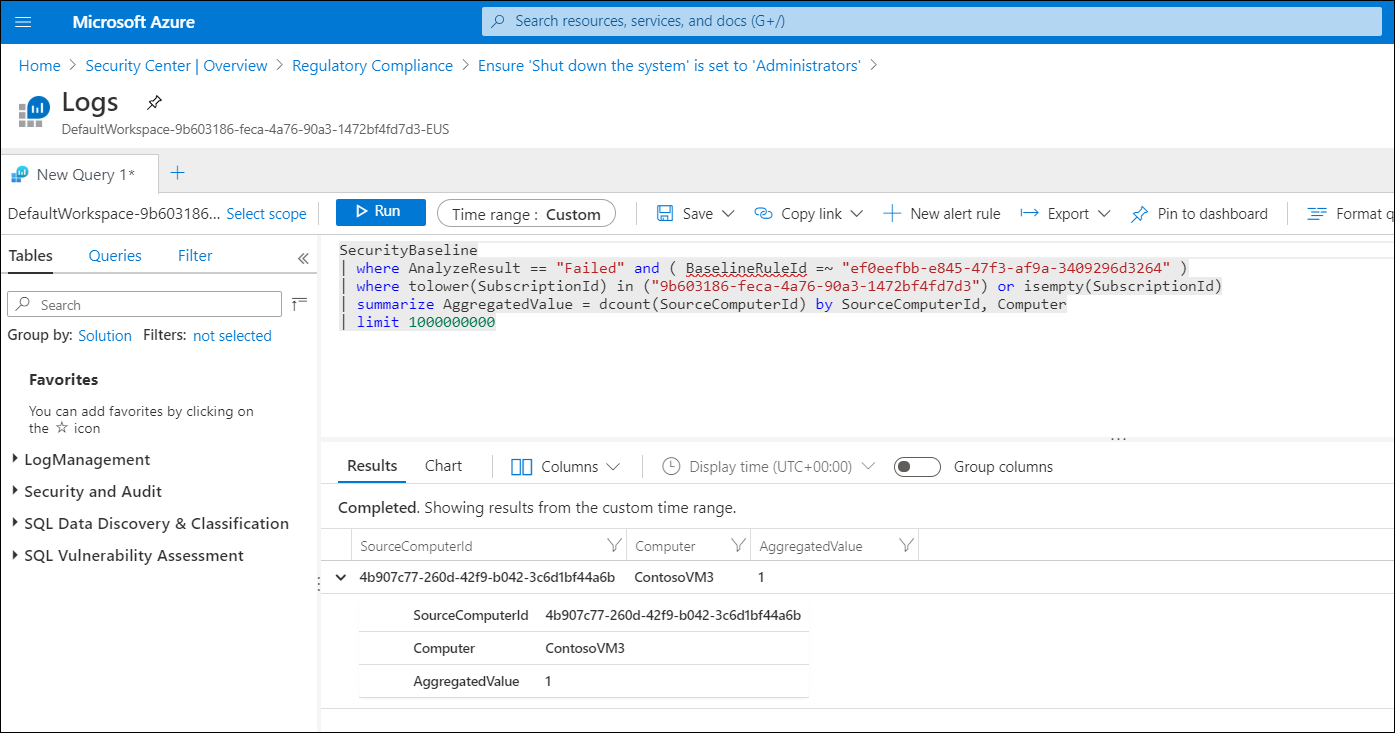 Microsoft Azure
Search resources, services, and docs (G+/)
Home > Security Center | Overview > Regulatory Compliance > Ensure 'Shut down the system' is set to 'Administrators' >
Logs
DefaultWorkspace-9b603186-feca-4a76-90a3-1472bf4fd7d3-EUS
New Query 1*
DefaultWorkspace-9b603186... Select scope
Run
Time range : Custom
Save
Copy link
New alert rule
Export
Pin to dashboard
Format q
Tables Queries Filter
Search
Group by: Solution Filters: not selected
Favorites
You can add favorites by clicking on
the ☆ icon
LogManagement
Security and Audit
SQL Data Discovery & Classification
SQL Vulnerability Assessment
SecurityBaseline
| where AnalyzeResult == "Failed" and ( BaselineRuleId =~ "ef0eefbb-e845-47f3-af9a-3409296d3264" )
| where tolower(SubscriptionId) in ("9b603186-feca-4a76-90a3-1472bf4fd7d3") or isempty(SubscriptionId)
| summarize AggregatedValue = dcount(SourceComputerId) by SourceComputerId, Computer
| limit 1000000000
Results Chart Columns Display time (UTC+00:00) Group columns
Completed. Showing results from the custom time range.
SourceComputerId Computer AggregatedValue
4b907c77-260d-42f9-b042-3c6d1bf44a6b ContosoVM3 1
SourceComputerId 4b907c77-260d-42f9-b042-3c6d1bf44a6b
Computer ContosoVM3
AggregatedValue 1